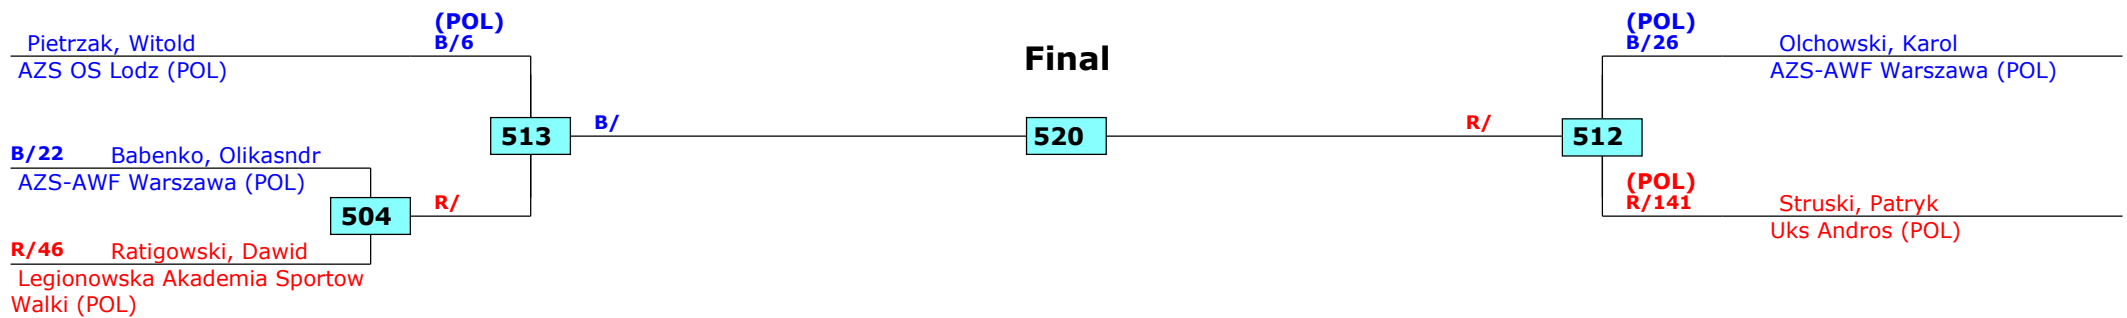 (POL)
B/6
Pietrzak, Witold
AZS OS Lodz (POL)
B/22 Babenko, Olikasndr
AZS-AWF Warszawa (POL)
R/46 Ratigowski, Dawid
Legionowska Akademia Sportow
Walki (POL)
504
R/
513
B/
Final
520
R/
512
(POL)
B/26 Olchowski, Karol
AZS-AWF Warszawa (POL)
(POL)
R/141 Struski, Patryk
Uks Andros (POL)